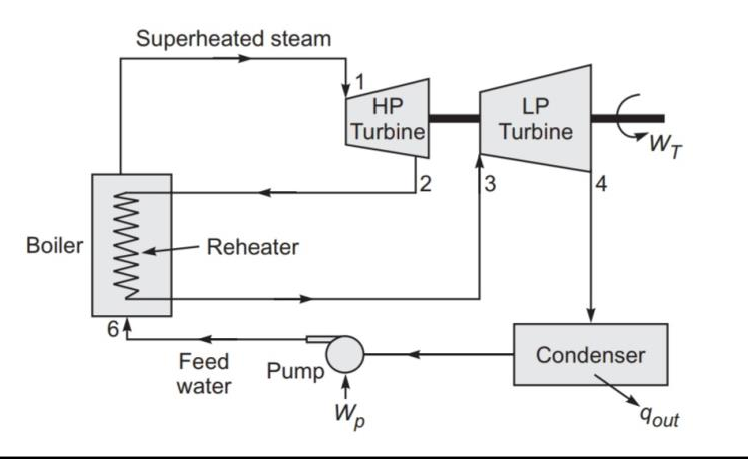 Superheated steam
1
HP
Turbine
LP
Turbine
W_T
2
3
4
Boiler
Reheater
6
Feed
water
Pump
W_p
Condenser
q_out